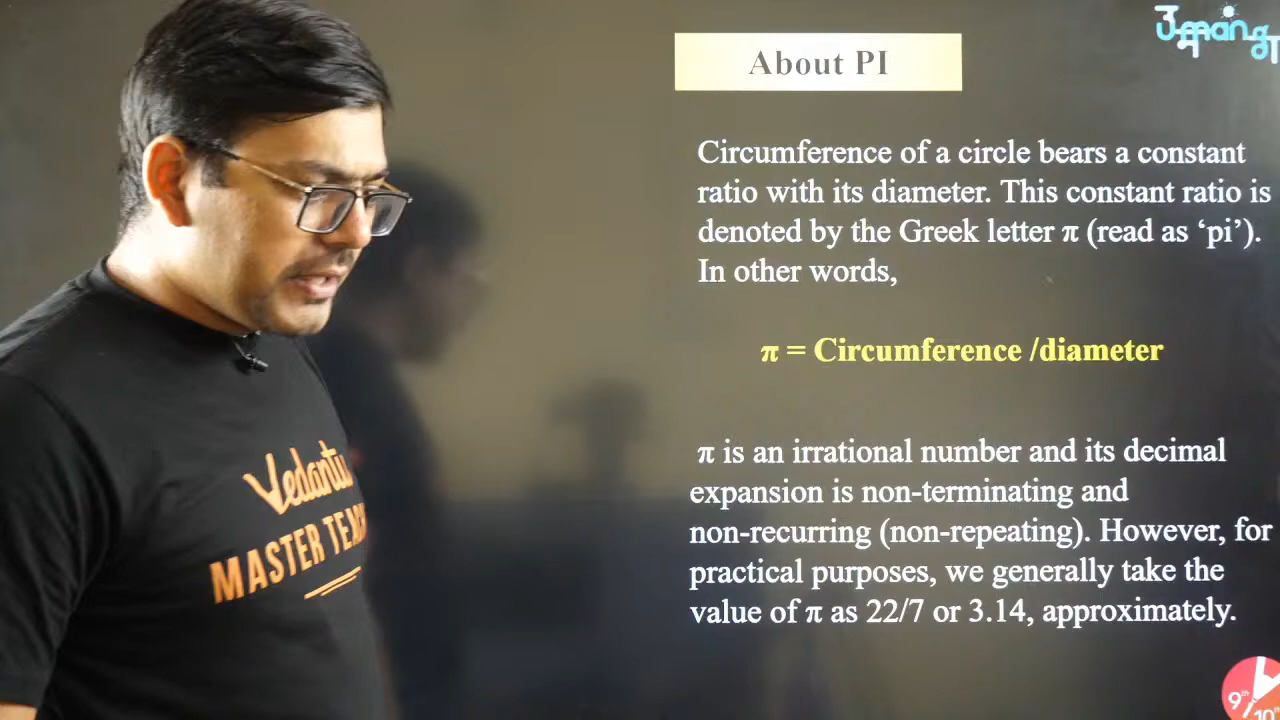 उमang
About PI
Circumference of a circle bears a constant
ratio with its diameter. This constant ratio is
denoted by the Greek letter π (read as ‘pi’).
In other words,
π = Circumference /diameter
π is an irrational number and its decimal
expansion is non-terminating and
non-recurring (non-repeating). However, for
practical purposes, we generally take the
value of π as 22/7 or 3.14, approximately.
Vedantu
MASTER
9th
10th